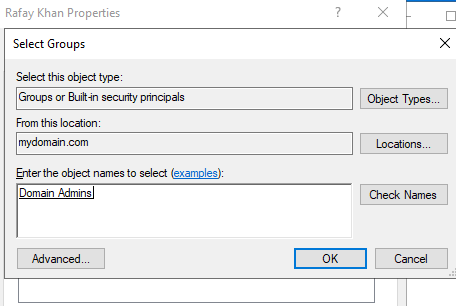 Rafay Khan Properties ?
Select Groups
Select this object type:
Groups or Built-in security principals
Object Types...
From this location:
mydomain.com
Locations...
Enter the object names to select (examples):
Domain Admins
Check Names
Advanced...
OK
Cancel